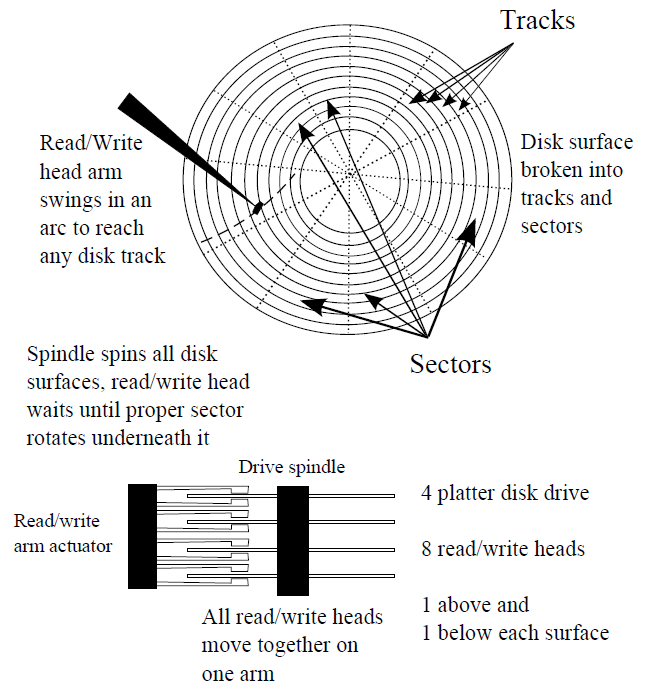 Tracks
Read/Write
head arm
swings in an
arc to reach
any disk track
Disk surface
broken into
tracks and
sectors
Sectors
Spindle spins all disk
surfaces, read/write head
waits until proper sector
rotates underneath it
Drive spindle
Read/write
arm actuator
4 platter disk drive
8 read/write heads
1 above and
1 below each surface
All read/write heads
move together on
one arm